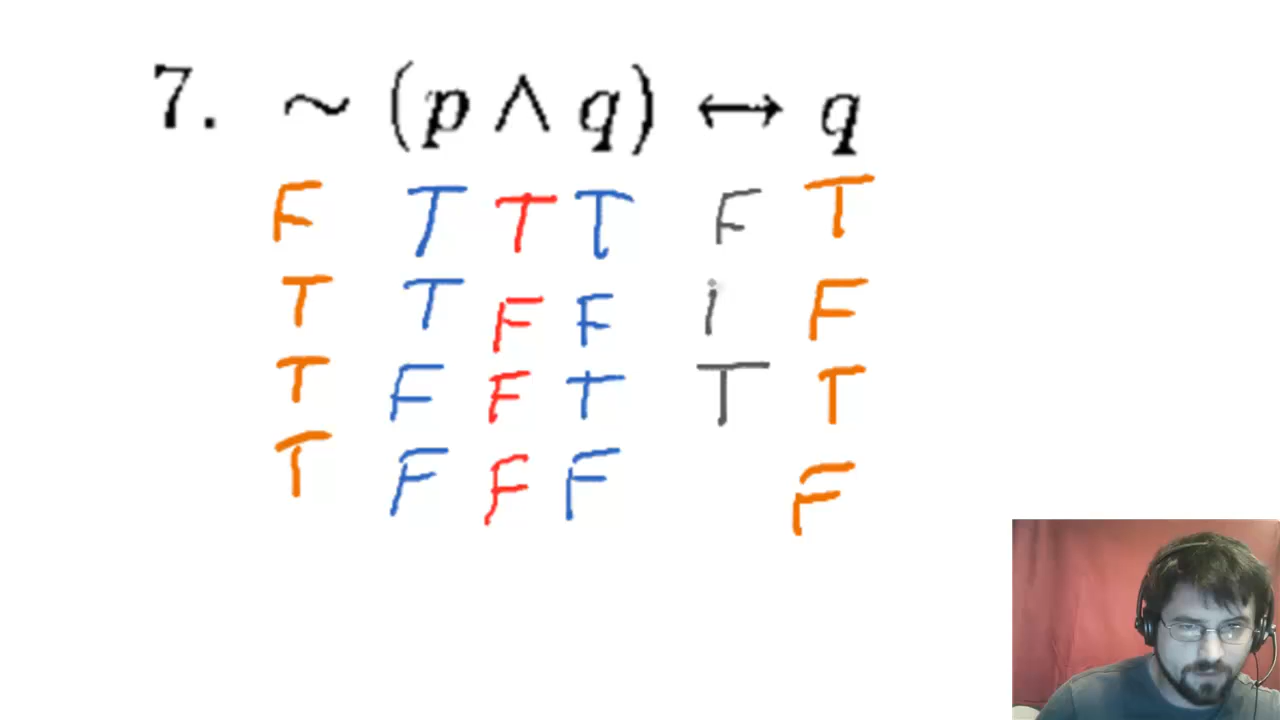 7. ~ (p ∧ q) ↔ q
F T T T F T
T T F F F
T F F T T T
T F F F F